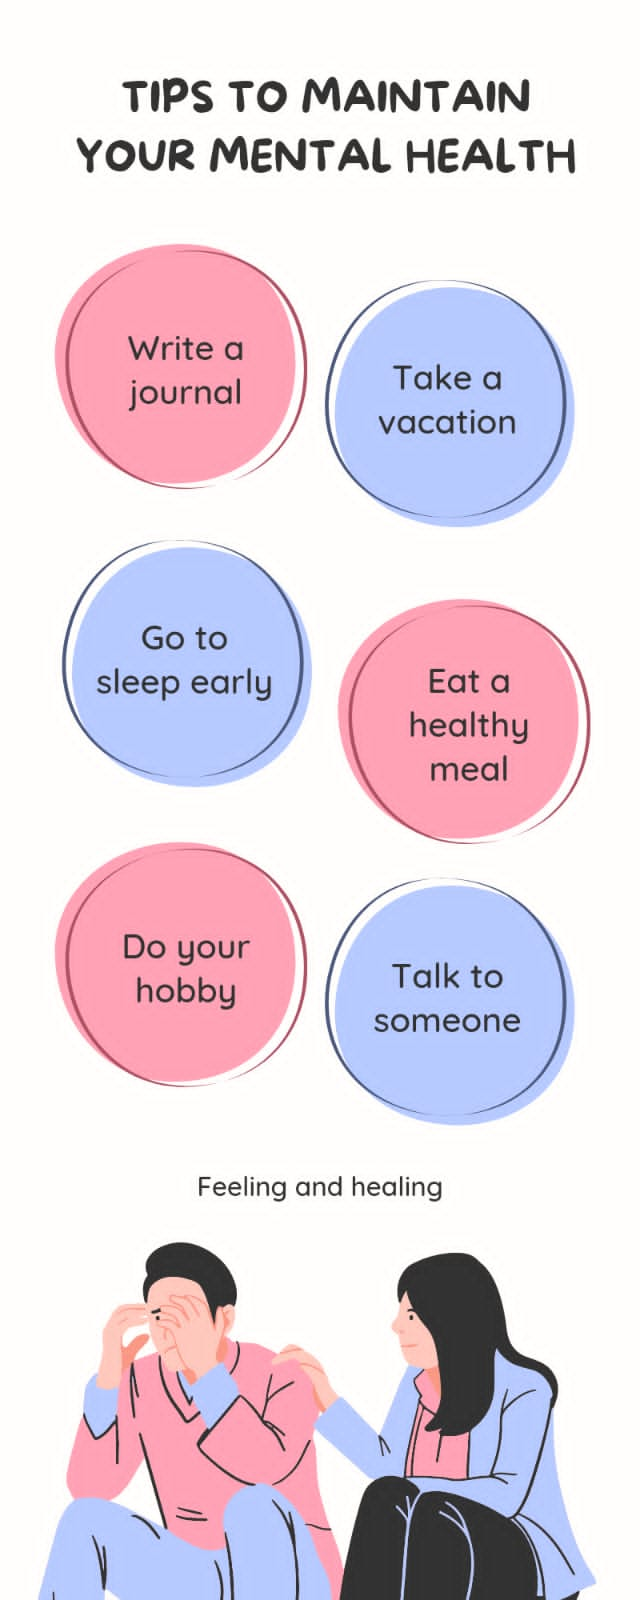 TIPS TO MAINTAIN
YOUR MENTAL HEALTH
Write a
journal
Take a
vacation
Go to
sleep early
Eat a
healthy
meal
Do your
hobby
Talk to
someone
Feeling and healing